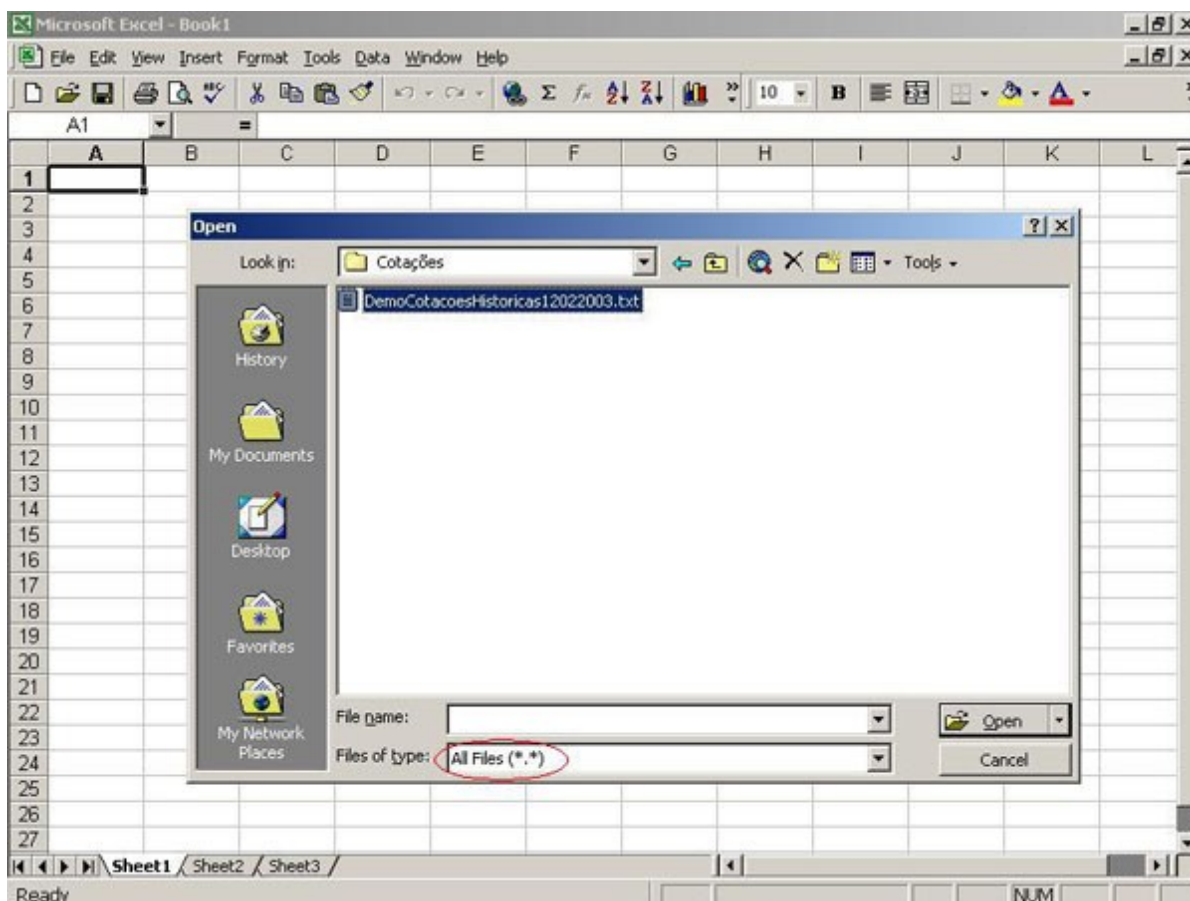 Microsoft Excel - Book1
File Edit View Insert Format Tools Data Window Help
10 B A
A1 =
A B C D E F G H I J K L
1
2
3
4
5
6
7
8
9
10
11
12
13
14
15
16
17
18
19
20
21
22
23
24
25
26
27
Open
Look in: Cotações Tools
DemoCotacoesHistoricas12022003.txt
History
My Documents
Desktop
Favorites
My Network
Places
File name: Open
Files of type: All Files (*.*) Cancel
Sheet1 Sheet2 Sheet3
Ready NUM